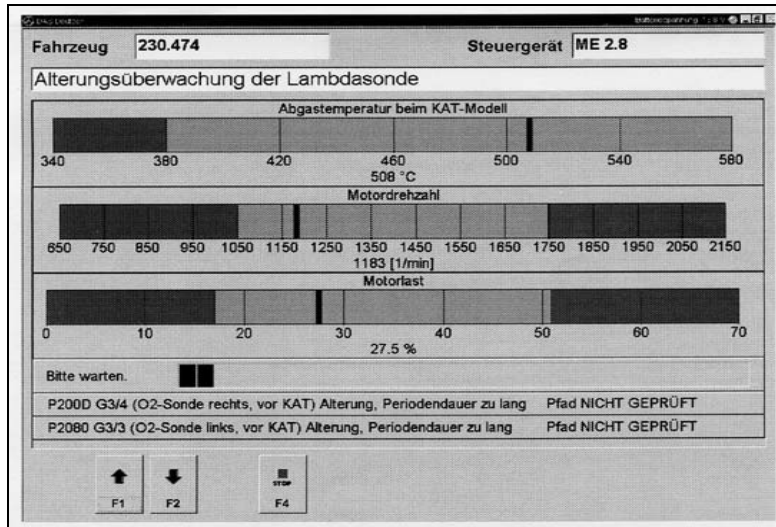 Fahrzeug 230.474 Steuergerät ME 2.8
Alterungsüberwachung der Lambdasonde
Abgastemperatur beim KAT-Modell
340 380 420 460 500 540 580
508 °C
Motordrehzahl
650 750 850 950 1050 1150 1250 1350 1450 1550 1650 1750 1850 1950 2050 2150
1183 [1/min]
Motorlast
0 10 20 30 40 50 60 70
27.5 %
Bitte warten.
P200D G3/4 (O2-Sonde rechts, vor KAT) Alterung, Periodendauer zu lang Pfad NICHT GEPRÜFT
P2080 G3/3 (O2-Sonde links, vor KAT) Alterung, Periodendauer zu lang Pfad NICHT GEPRÜFT
STOP
F1 F2 F4